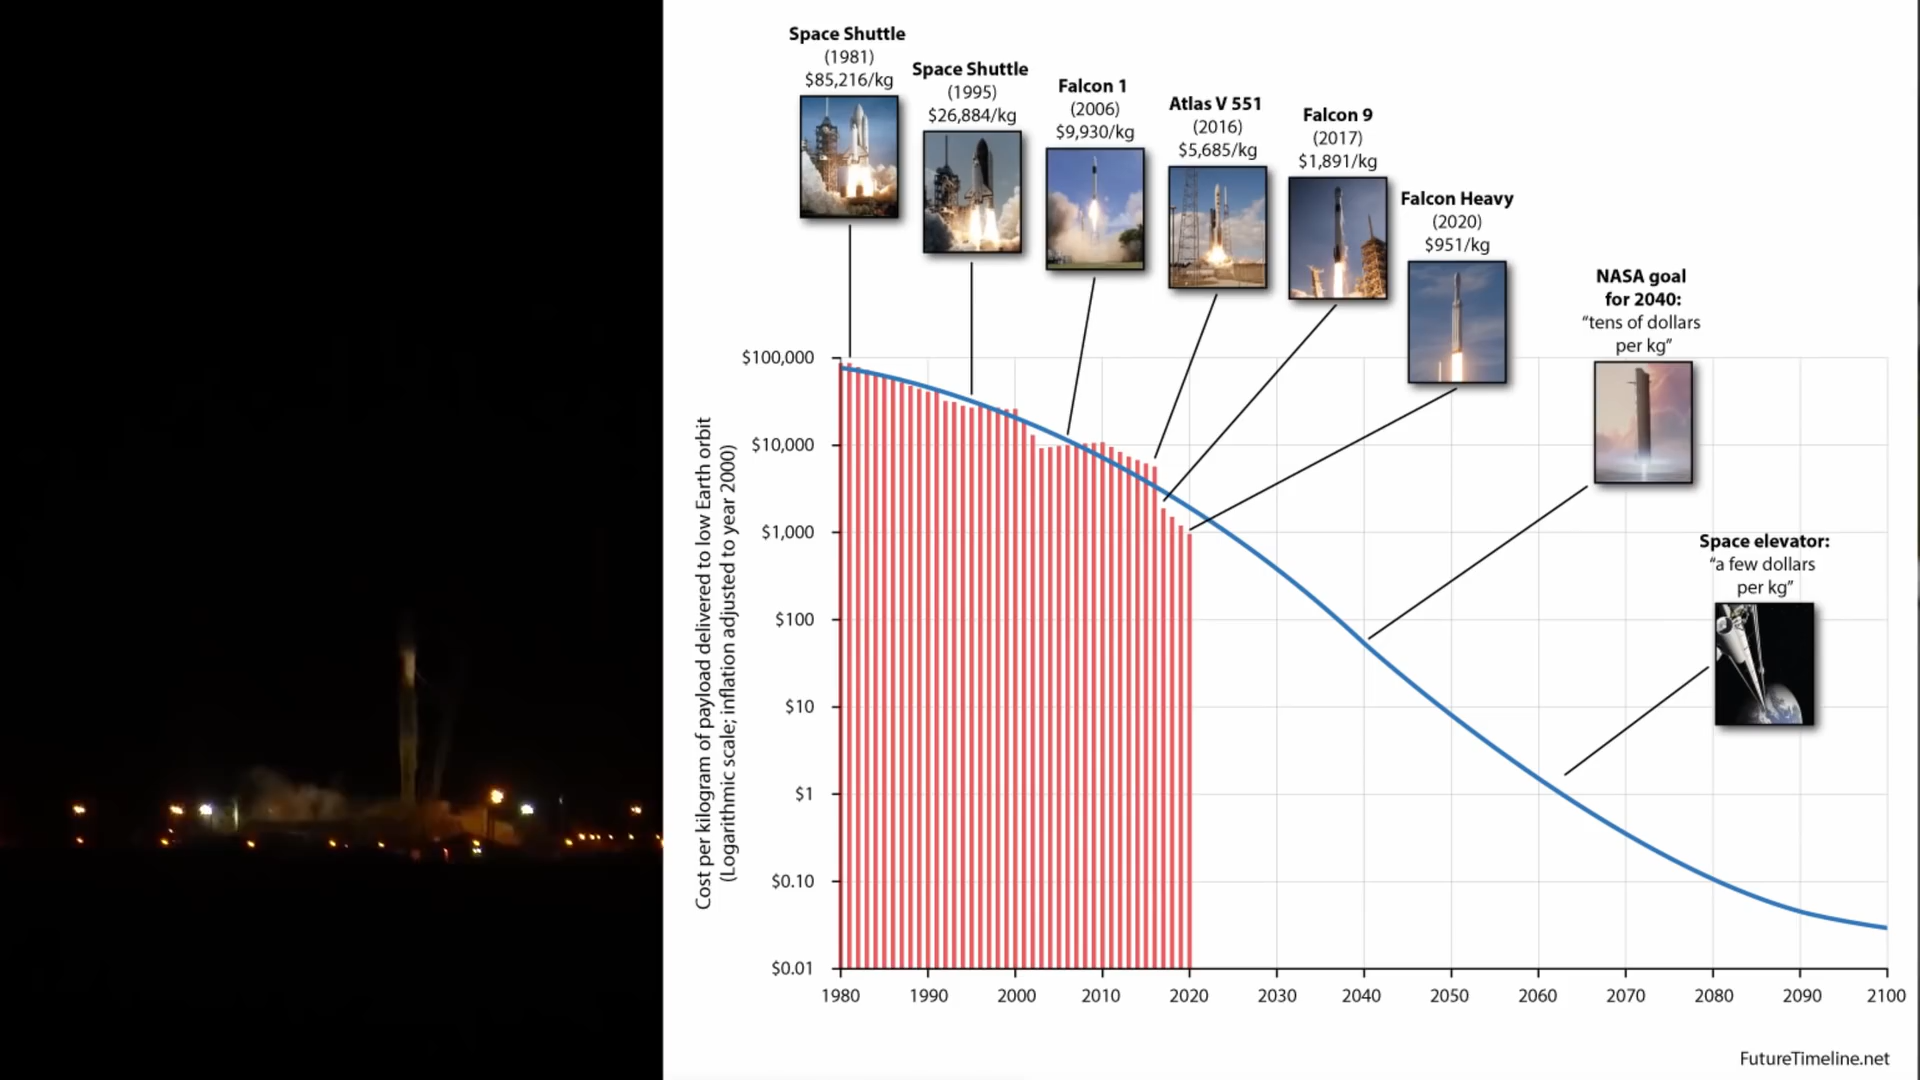 Space Shuttle
(1981)
$85,216/kg
Space Shuttle
(1995)
$26,884/kg
Falcon 1
(2006)
$9,930/kg
Atlas V 551
(2016)
$5,685/kg
Falcon 9
(2017)
$1,891/kg
Falcon Heavy
(2020)
$951/kg
NASA goal
for 2040:
“tens of dollars
per kg”
Space elevator:
“a few dollars
per kg”
Cost per kilogram of payload delivered to low Earth orbit
(Logarithmic scale; inflation adjusted to year 2000)
$100,000
$10,000
$1,000
$100
$10
$1
$0.10
$0.01
1980 1990 2000 2010 2020 2030 2040 2050 2060 2070 2080 2090 2100
FutureTimeline.net